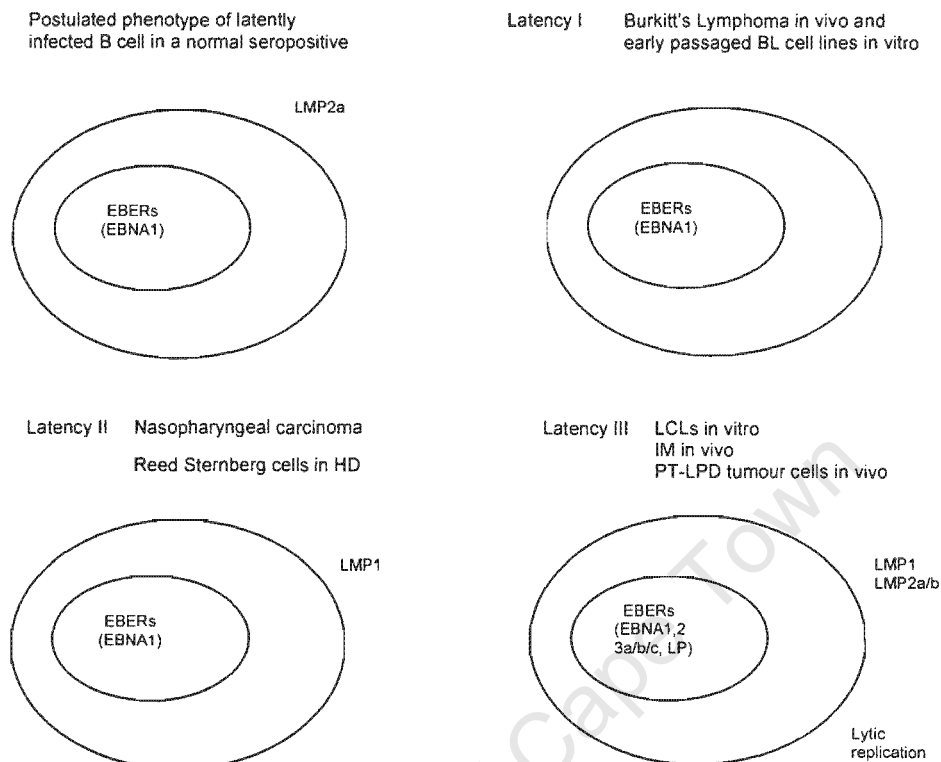 Postulated phenotype of latently
infected B cell in a normal seropositive
LMP2a
EBERs
(EBNA1)
Latency I Burkitt's Lymphoma in vivo and
early passaged BL cell lines in vitro
EBERs
(EBNA1)
Latency II Nasopharyngeal carcinoma
Reed Sternberg cells in HD
LMP1
EBERs
(EBNA1)
Latency III LCLs in vitro
IM in vivo
PT-LPD tumour cells in vivo
LMP1
LMP2a/b
EBERs
(EBNA1,2
3a/b/c, LP)
Lytic
replication
Cape Town